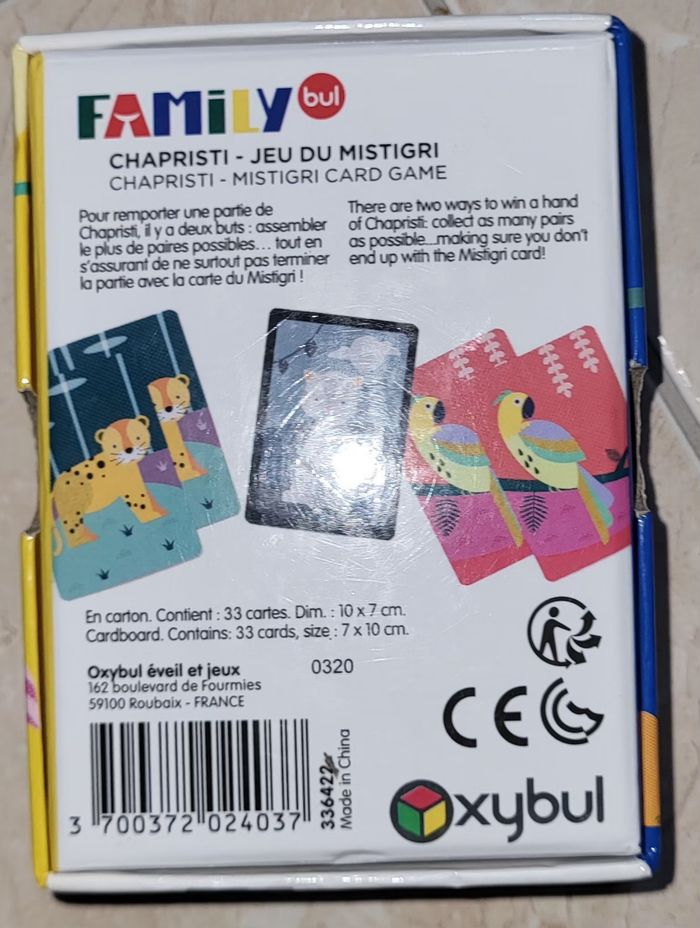 FAMiLY bul
CHAPRISTI - JEU DU MISTIGRI
CHAPRISTI - MISTIGRI CARD GAME
Pour remporter une partie de
Chapristi, il y a deux buts : assembler
le plus de paires possibles... tout en
s'assurant de ne surtout pas terminer
la partie avec la carte du Mistigri !
There are two ways to win a hand
of Chapristi: collect as many pairs
as possible...making sure you don't
end up with the Mistigri card!
En carton. Contient : 33 cartes. Dim. : 10 x 7 cm.
Cardboard. Contains: 33 cards, size : 7 x 10 cm.
Oxybul éveil et jeux
0320
162 boulevard de Fourmies
59100 Roubaix - FRANCE
3 700372 024037
336422
Made in China
CE
Oxybul